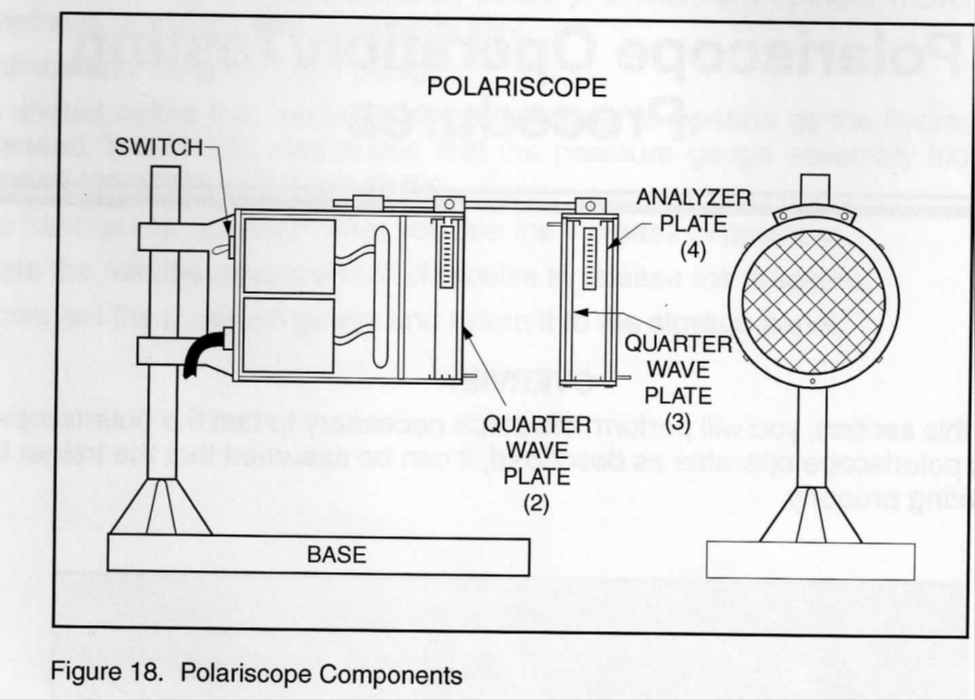 POLARISCOPE
SWITCH
ANALYZER
PLATE
(4)
QUARTER
WAVE
PLATE
(3)
QUARTER
WAVE
PLATE
(2)
BASE
Figure 18. Polariscope Components